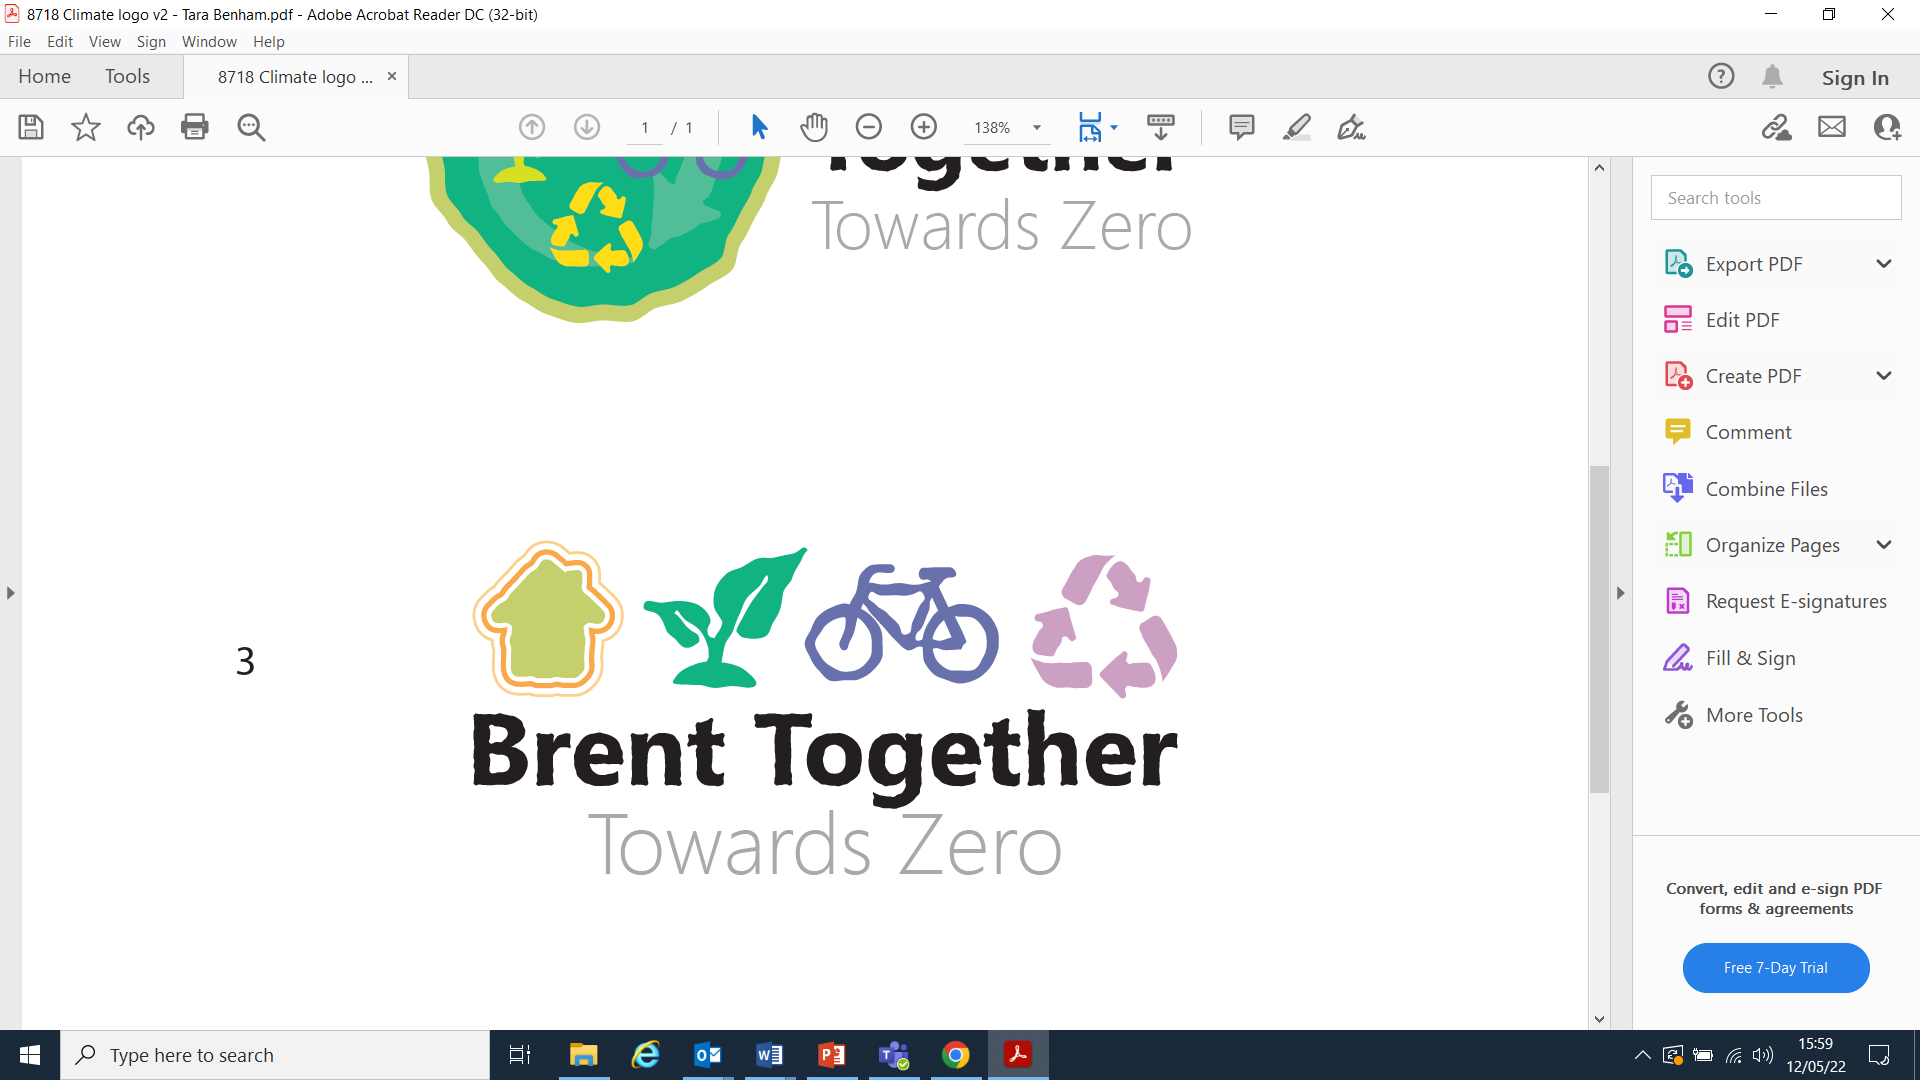 8718 Climate logo v2 - Tara Benham.pdf - Adobe Acrobat Reader DC (32-bit)
File Edit View Sign Window Help
Home Tools 8718 Climate logo ... Sign In
1 / 1 138%
Together
Towards Zero
3
Brent Together
Towards Zero
Search tools
Export PDF
Edit PDF
Create PDF
Comment
Combine Files
Organize Pages
Request E-signatures
Fill & Sign
More Tools
Convert, edit and e-sign PDF
forms & agreements
Free 7-Day Trial
Type here to search
15:59
12/05/22